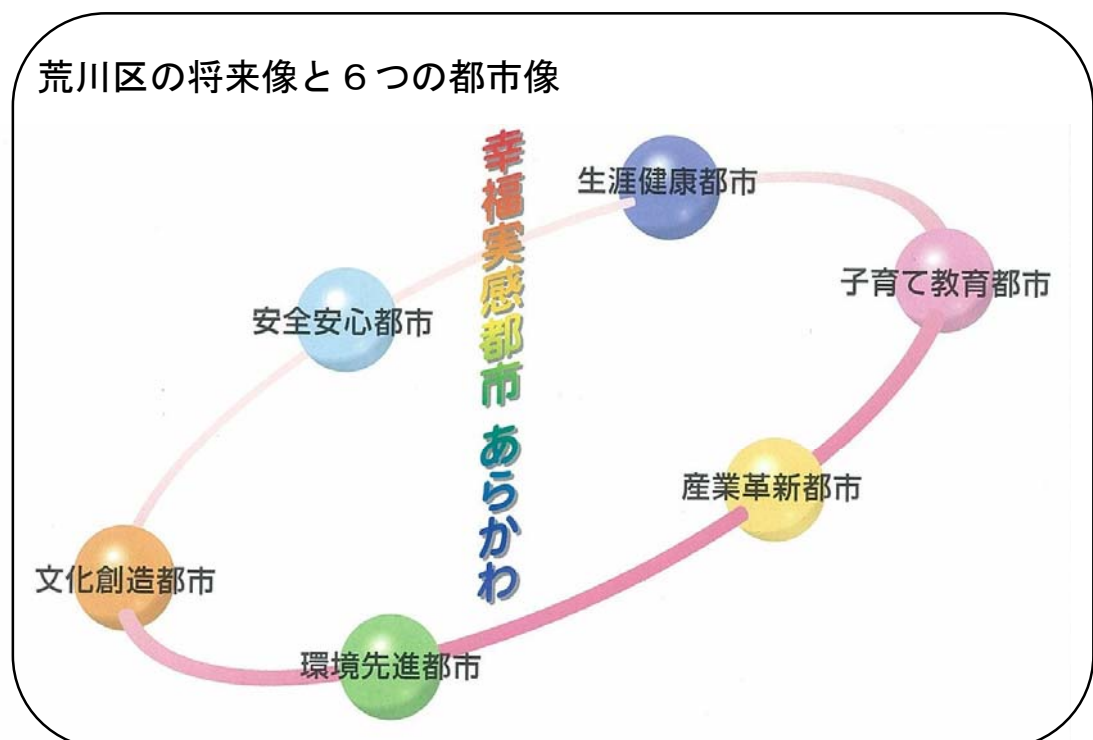 荒川区の将来像と６つの都市像
幸福実感都市 あらかわ
生涯健康都市
子育て教育都市
安全安心都市
産業革新都市
文化創造都市
環境先進都市